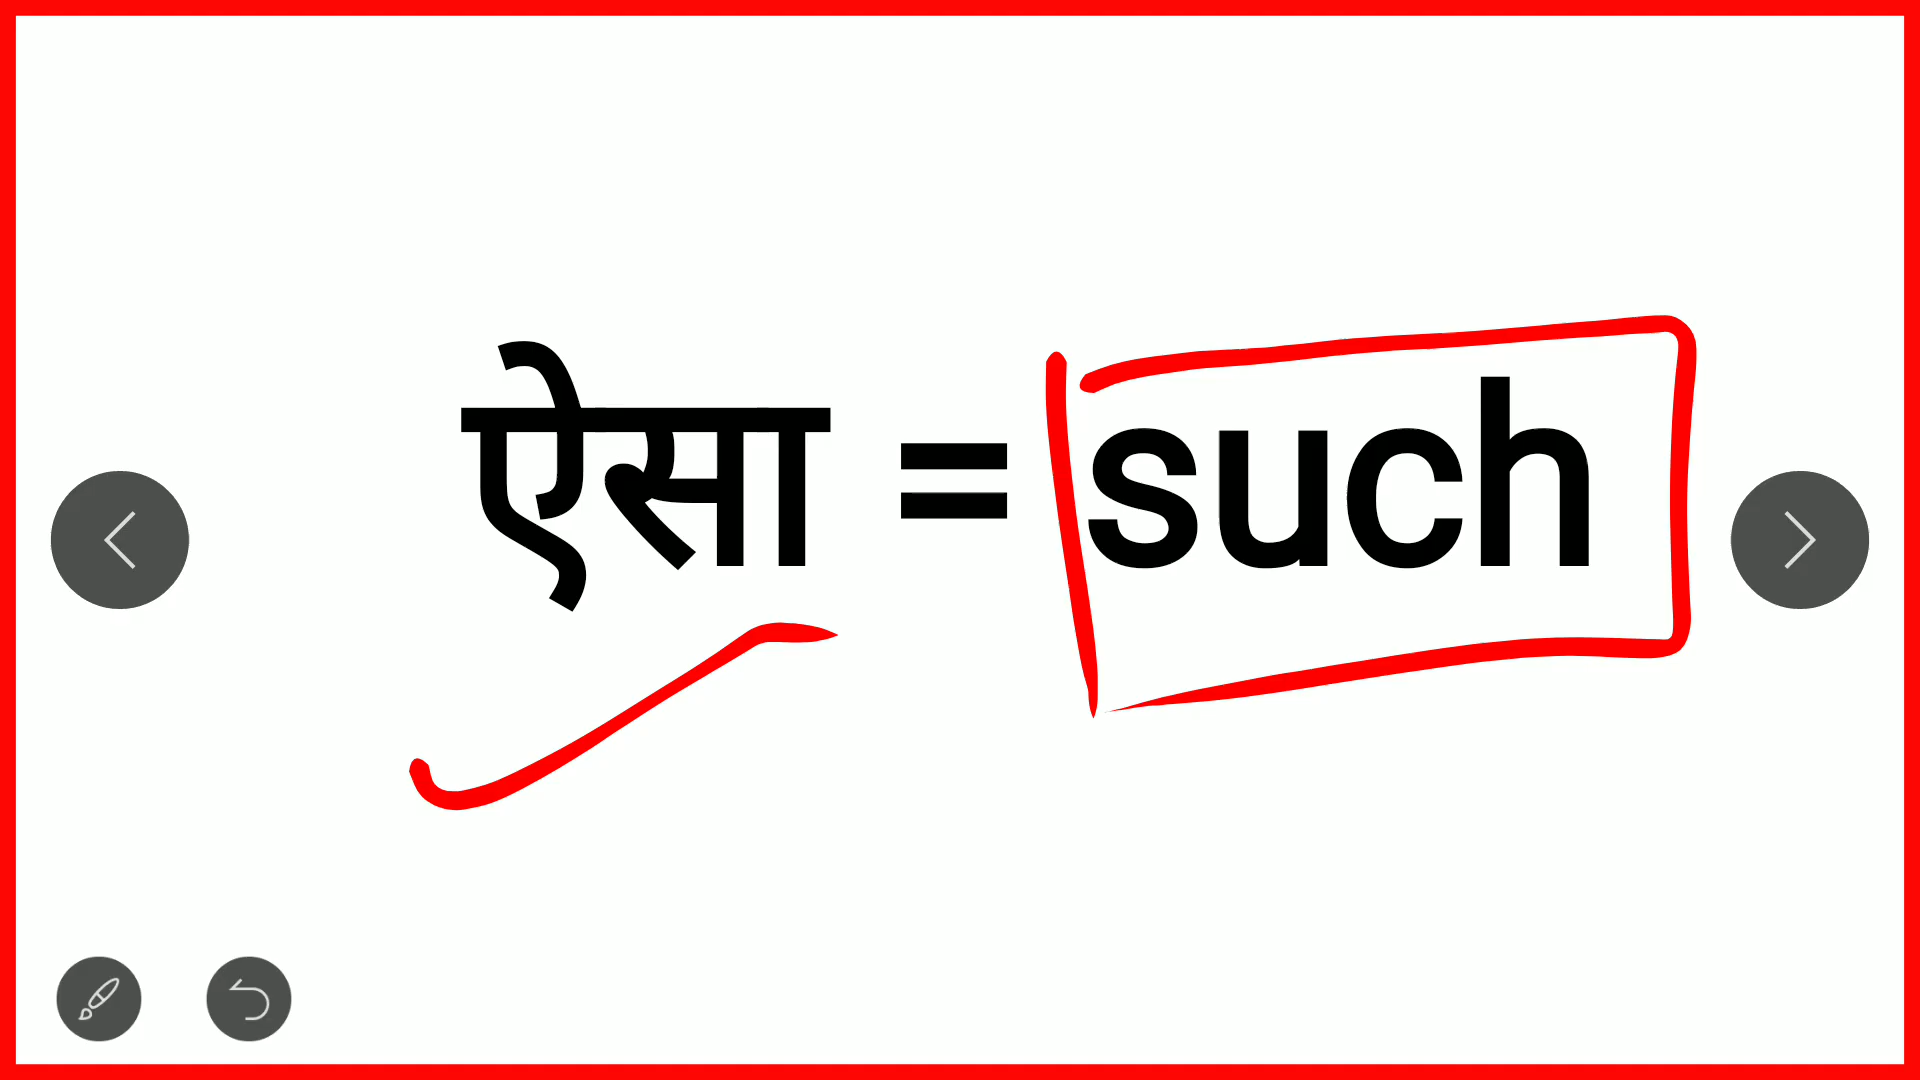 ऐसा = such